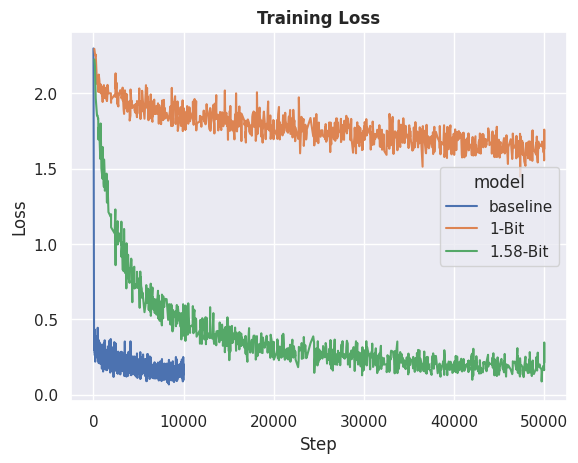 Training Loss
2.0
1.5
1.0
0.5
0.0
Loss
0
10000
20000
30000
40000
50000
Step
model
baseline
1-Bit
1.58-Bit